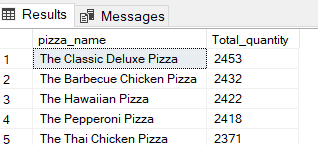 Results Messages
pizza_name Total_quantity
1 The Classic Deluxe Pizza 2453
2 The Barbecue Chicken Pizza 2432
3 The Hawaiian Pizza 2422
4 The Pepperoni Pizza 2418
5 The Thai Chicken Pizza 2371